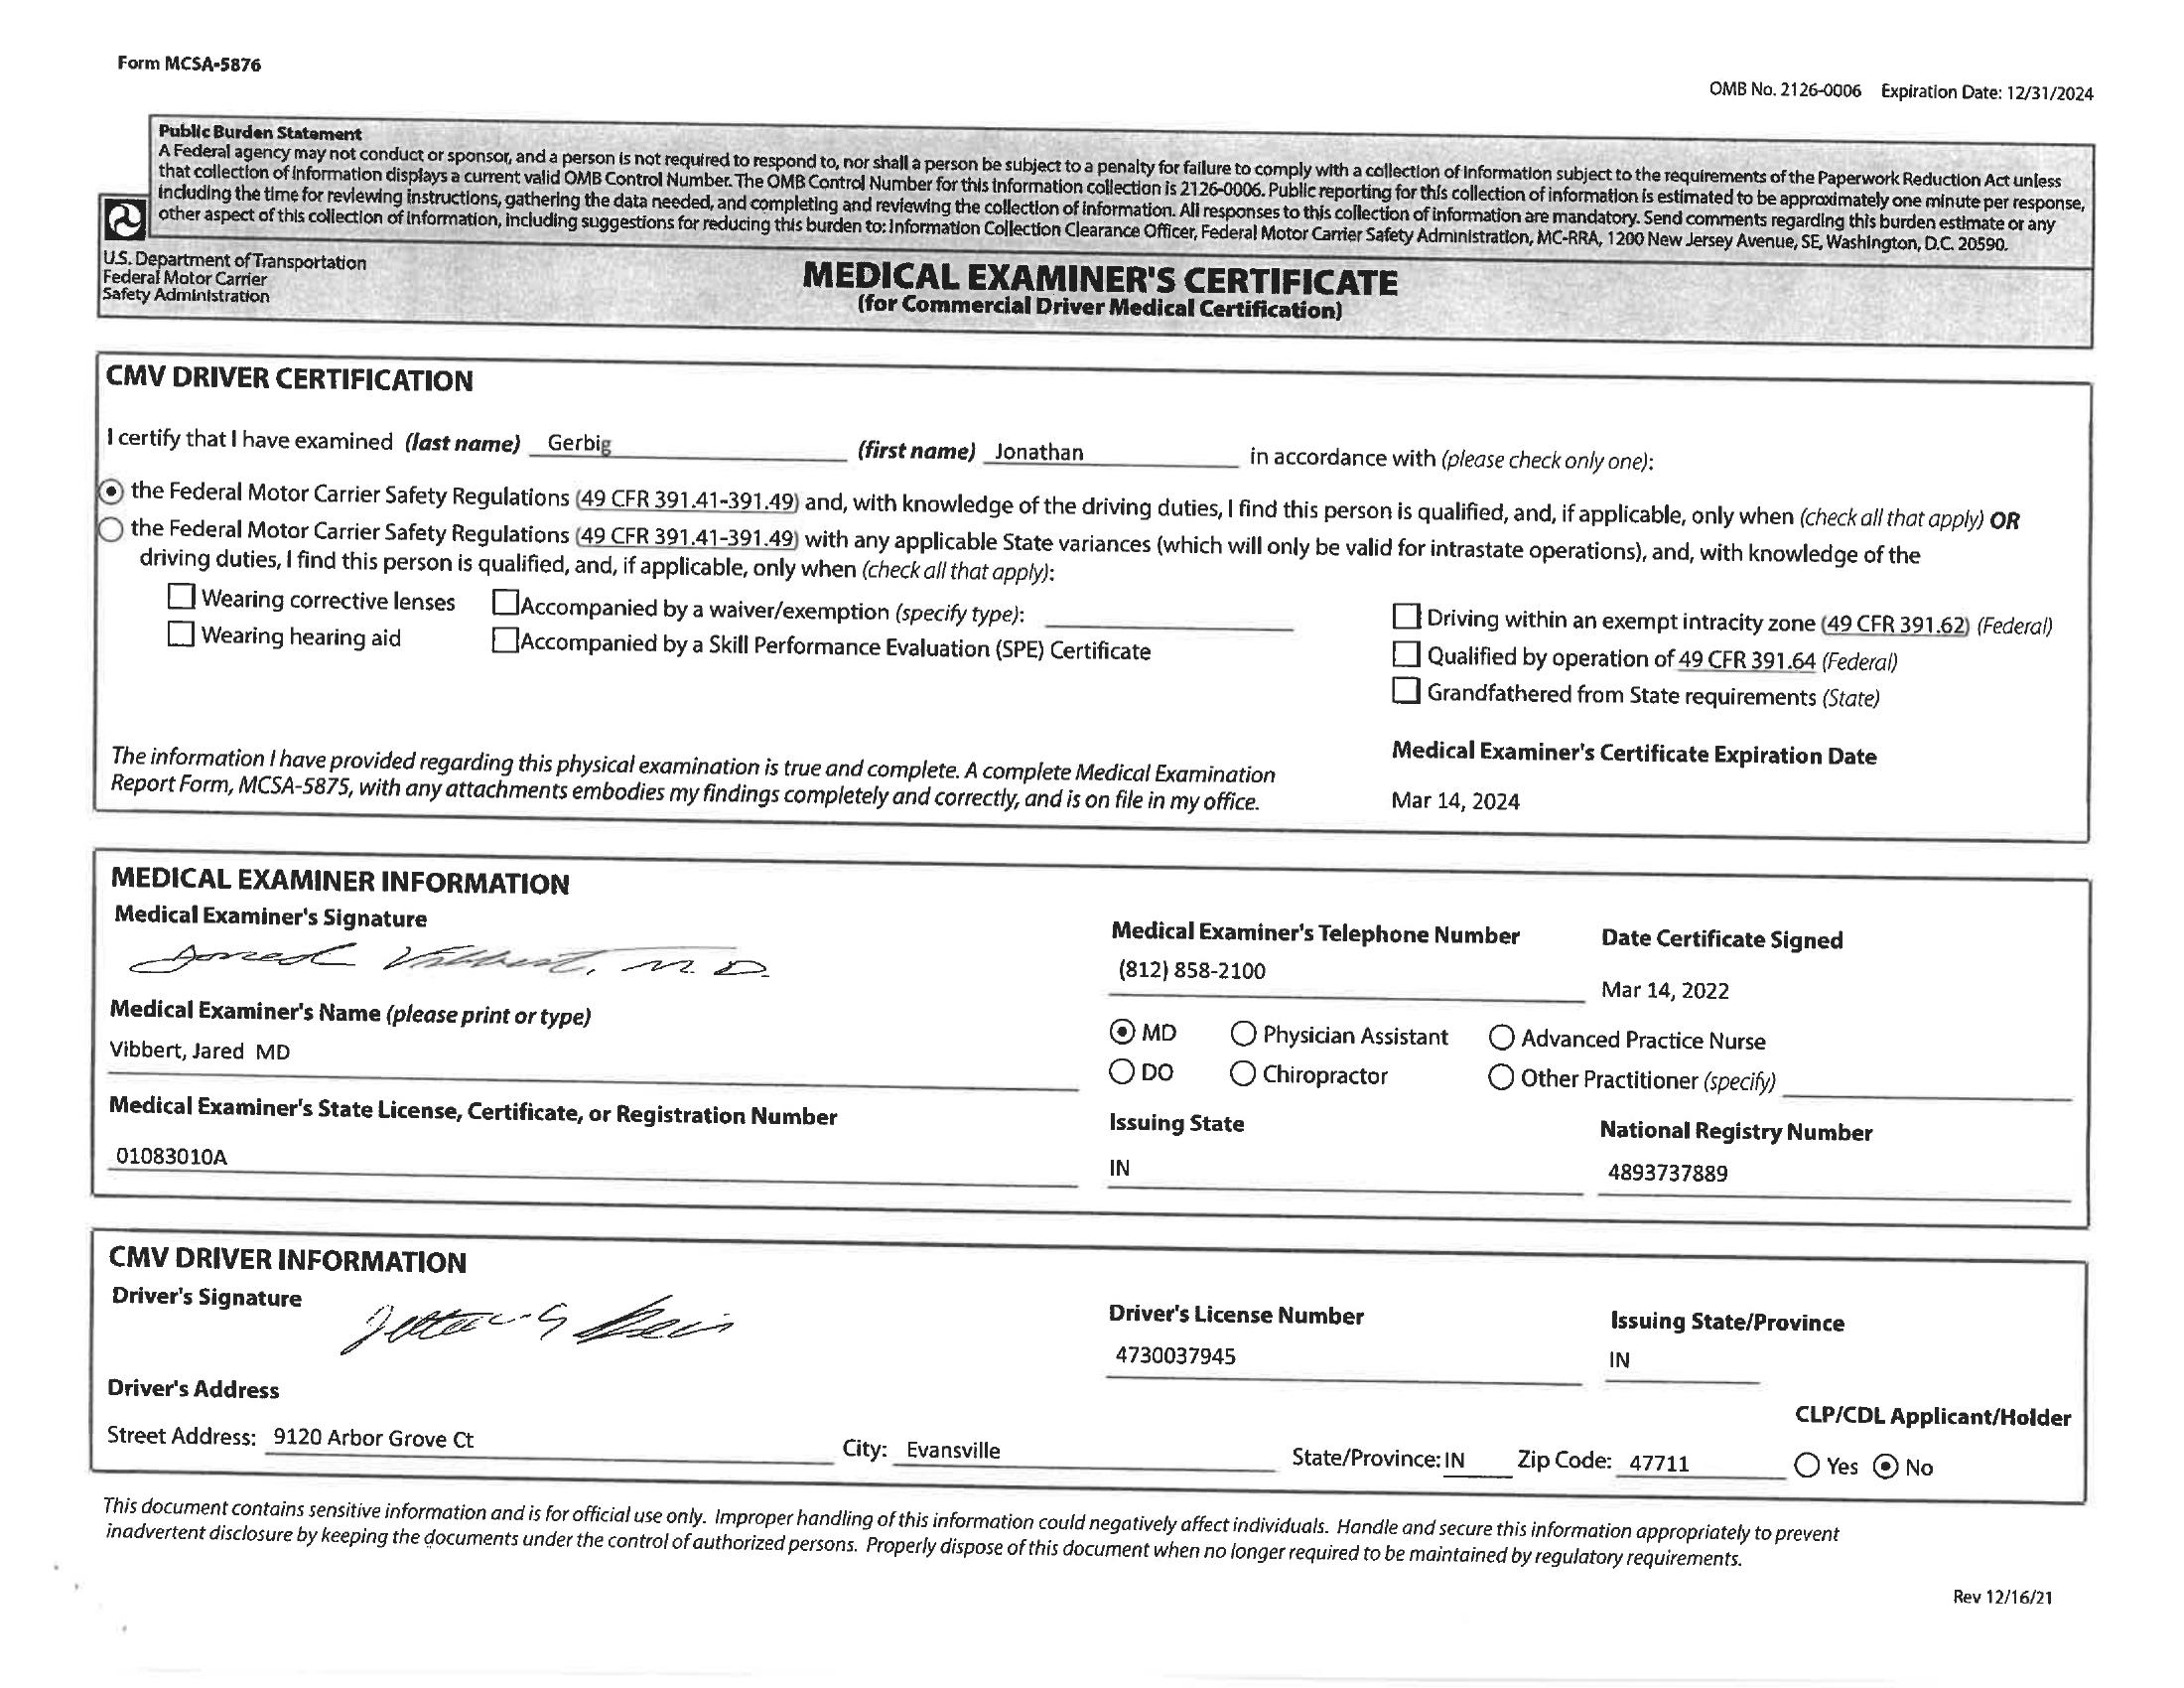 Form MCSA-5876
OMB No. 2126-0006 Expiration Date: 12/31/2024
Public Burden Statement
A Federal agency may not conduct or sponsor, and a person is not required to respond to, nor shall a person be subject to a penalty for failure to comply with a collection of information subject to the requirements of the Paperwork Reduction Act unless
that collection of information displays a current valid OMB Control Number. The OMB Control Number for this information collection is 2126-0006. Public reporting for this collection of information is estimated to be approximately one minute per response,
including the time for reviewing instructions, gathering the data needed, and completing and reviewing the collection of information. All responses to this collection of information are mandatory. Send comments regarding this burden estimate or any
other aspect of this collection of information, including suggestions for reducing this burden to: Information Collection Clearance Officer, Federal Motor Carrier Safety Administration, MC-RRA, 1200 New Jersey Avenue, SE, Washington, D.C. 20590.
U.S. Department of Transportation
Federal Motor Carrier
Safety Administration
MEDICAL EXAMINER'S CERTIFICATE
(for Commercial Driver Medical Certification)
CMV DRIVER CERTIFICATION
I certify that I have examined (last name) Gerbig (first name) Jonathan in accordance with (please check only one):
the Federal Motor Carrier Safety Regulations (49 CFR 391.41-391.49) and, with knowledge of the driving duties, I find this person is qualified, and, if applicable, only when (check all that apply) OR
the Federal Motor Carrier Safety Regulations (49 CFR 391.41-391.49) with any applicable State variances (which will only be valid for intrastate operations), and, with knowledge of the
driving duties, I find this person is qualified, and, if applicable, only when (check all that apply):
Wearing corrective lenses Accompanied by a waiver/exemption (specify type): Driving within an exempt intracity zone (49 CFR 391.62) (Federal)
Wearing hearing aid Accompanied by a Skill Performance Evaluation (SPE) Certificate Qualified by operation of 49 CFR 391.64 (Federal)
Grandfathered from State requirements (State)
The information I have provided regarding this physical examination is true and complete. A complete Medical Examination
Report Form, MCSA-5875, with any attachments embodies my findings completely and correctly, and is on file in my office.
Medical Examiner's Certificate Expiration Date
Mar 14, 2024
MEDICAL EXAMINER INFORMATION
Medical Examiner's Signature
Jared Vibbert, M.D.
Medical Examiner's Telephone Number Date Certificate Signed
(812) 858-2100 Mar 14, 2022
Medical Examiner's Name (please print or type)
Vibbert, Jared MD
MD Physician Assistant Advanced Practice Nurse
DO Chiropractor Other Practitioner (specify)
Medical Examiner's State License, Certificate, or Registration Number Issuing State National Registry Number
01083010A IN 4893737889
CMV DRIVER INFORMATION
Driver's Signature
Driver's License Number Issuing State/Province
4730037945 IN
Driver's Address
CLP/CDL Applicant/Holder
Street Address: 9120 Arbor Grove Ct City: Evansville State/Province: IN Zip Code: 47711 Yes No
This document contains sensitive information and is for official use only. Improper handling of this information could negatively affect individuals. Handle and secure this information appropriately to prevent
inadvertent disclosure by keeping the documents under the control of authorized persons. Properly dispose of this document when no longer required to be maintained by regulatory requirements.
Rev 12/16/21